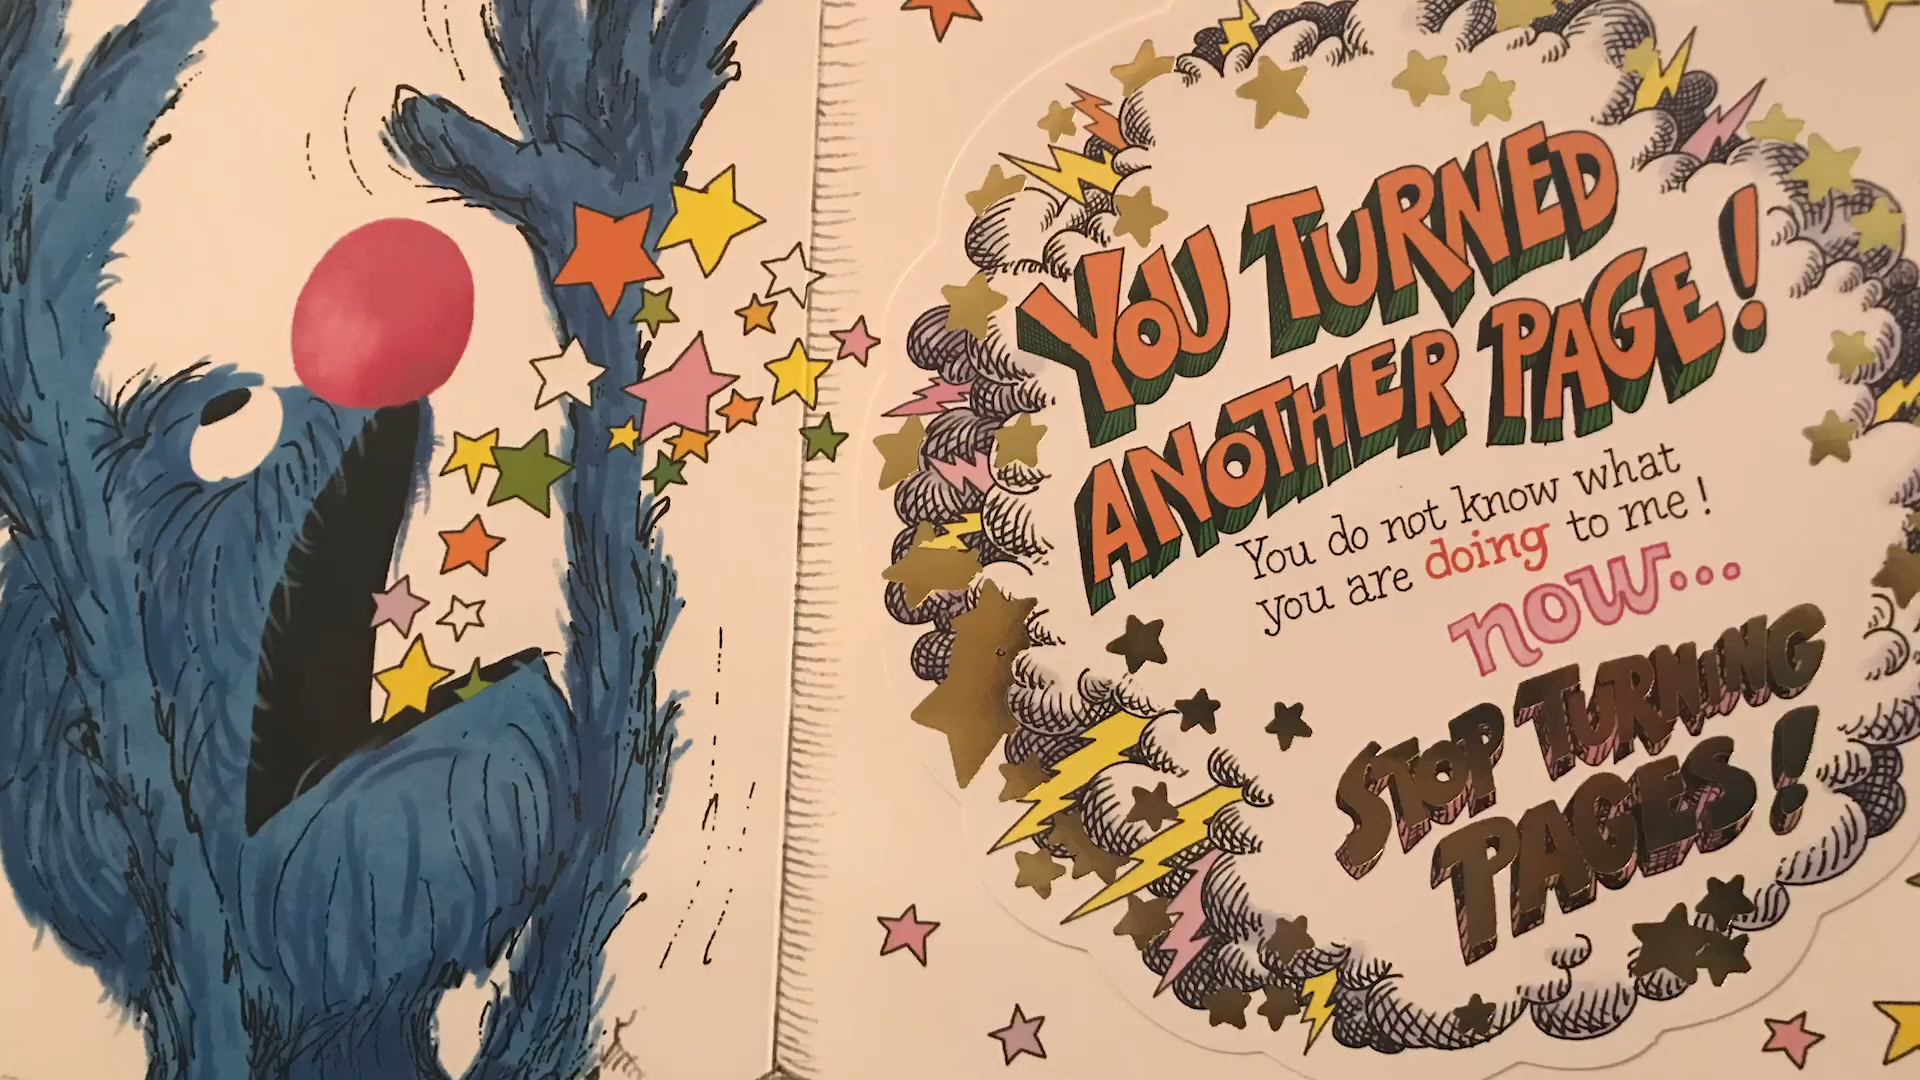 YOU TURNED
ANOTHER PAGE!
You do not know what
you are doing to me!
now...
STOP TURNING
PAGES!